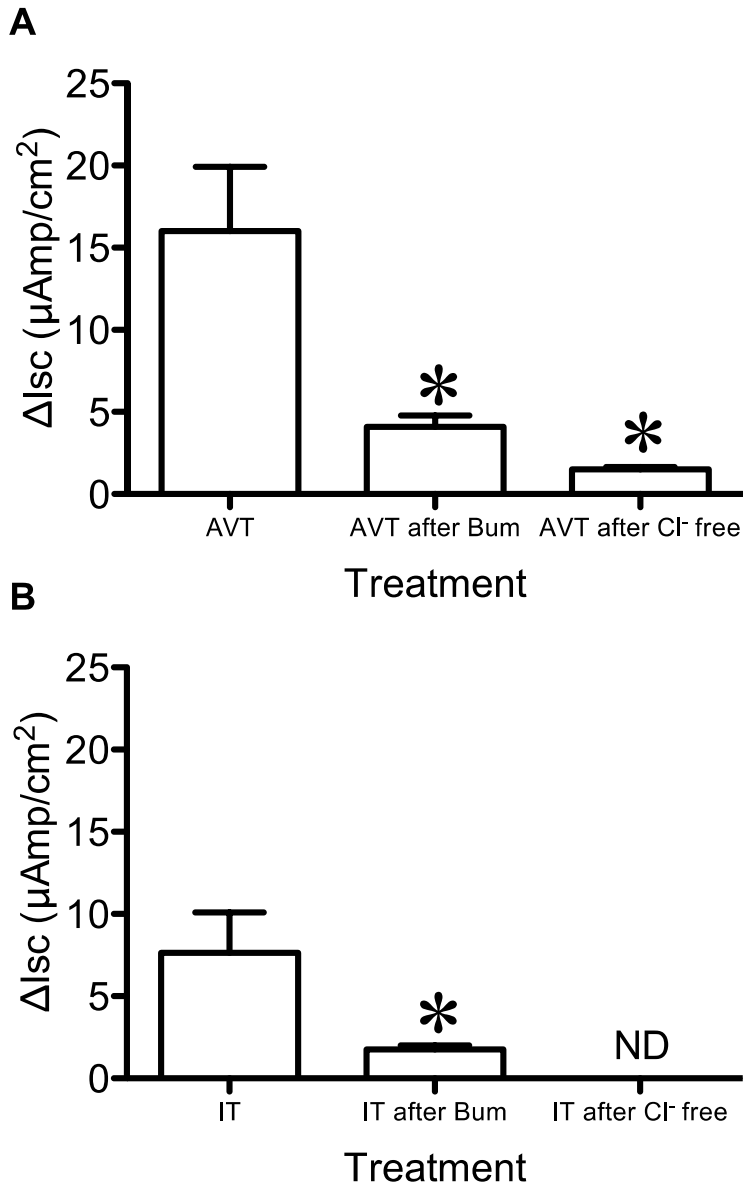 A
25
20
15
10
5
0
ΔIsc (µAmp/cm²)
*
*
AVT
AVT after Bum
AVT after Cl⁻ free
Treatment
B
25
20
15
10
5
0
ΔIsc (µAmp/cm²)
*
ND
IT
IT after Bum
IT after Cl⁻ free
Treatment